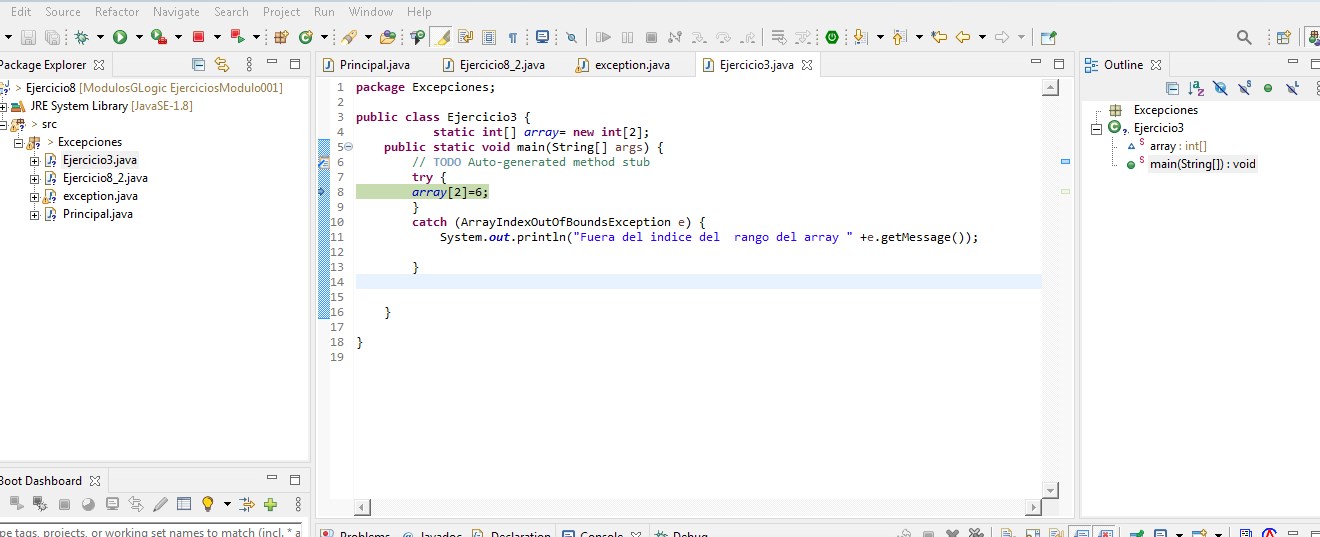 Edit Source Refactor Navigate Search Project Run Window Help
Package Explorer
Principal.java Ejercicio8_2.java exception.java Ejercicio3.java
Outline
> Ejercicio8 [ModulosGLogic EjerciciosModulo001]
JRE System Library [JavaSE-1.8]
> src
> Excepciones
Ejercicio3.java
Ejercicio8_2.java
exception.java
Principal.java
1 package Excepciones;
2
3 public class Ejercicio3 {
4 static int[] array= new int[2];
5 public static void main(String[] args) {
6 // TODO Auto-generated method stub
7 try {
8 array[2]=6;
9 }
10 catch (ArrayIndexOutOfBoundsException e) {
11 System.out.println("Fuera del indice del  rango del array " +e.getMessage());
12
13 }
14
15
16 }
17
18 }
19
Excepciones
Ejercicio3
array : int[]
main(String[]) : void
Boot Dashboard
pe tags, projects, or working set names to match (incl. * a
Problems Javadoc Declaration Console Debug